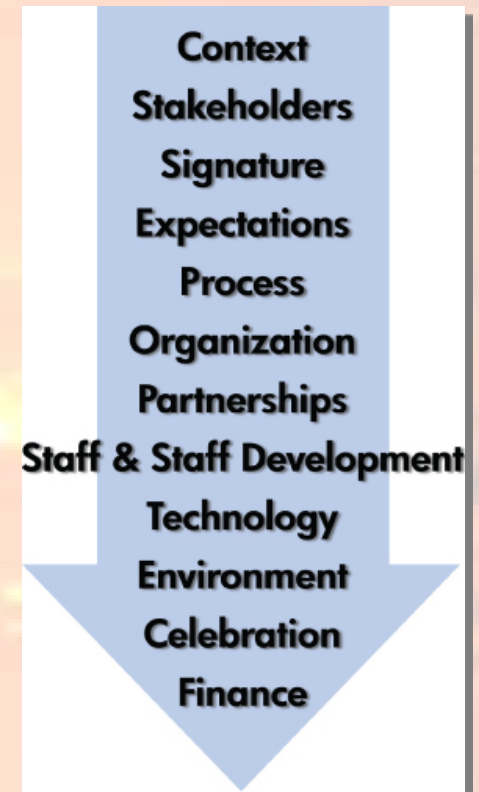 Context
Stakeholders
Signature
Expectations
Process
Organization
Partnerships
Staff & Staff Development
Technology
Environment
Celebration
Finance